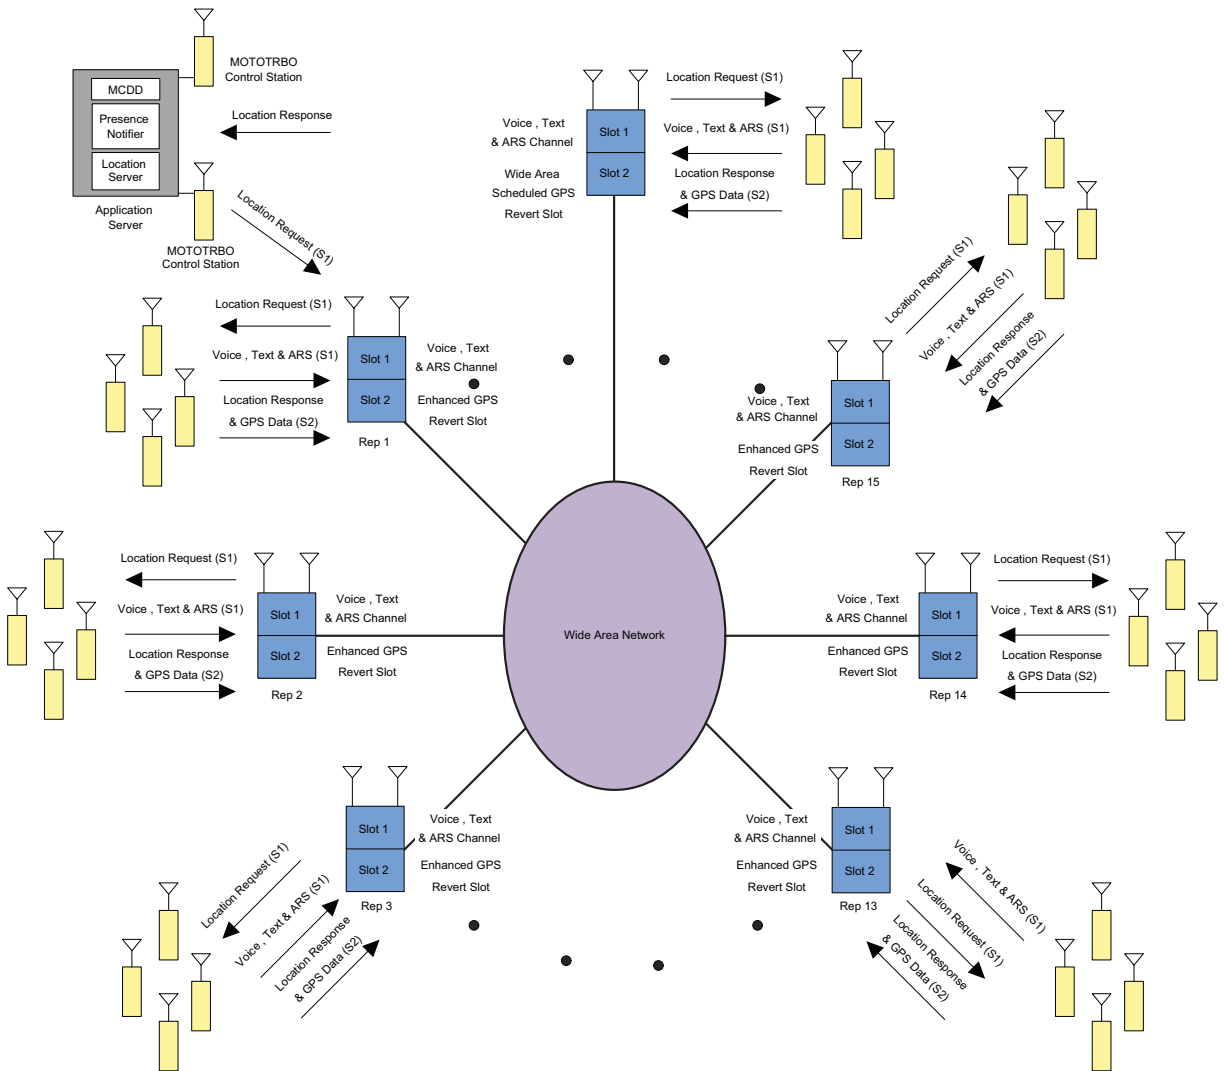 MOTOTRBO
Control Station
MCDD
Presence
Notifier
Location
Server
Application
Server
Location Response
MOTOTRBO
Control Station
Location Request (S1)
Voice , Text
& ARS Channel
Wide Area
Scheduled GPS
Revert Slot
Slot 1
Slot 2
Location Request (S1)
Voice , Text & ARS (S1)
Location Response
& GPS Data (S2)
Location Request (S1)
Voice , Text & ARS (S1)
Location Response
& GPS Data (S2)
Slot 1
Slot 2
Rep 1
Voice , Text
& ARS Channel
Enhanced GPS
Revert Slot
Voice , Text
& ARS Channel
Enhanced GPS
Revert Slot
Slot 1
Slot 2
Rep 15
Location Request (S1)
Voice , Text & ARS (S1)
Location Response
& GPS Data (S2)
Location Request (S1)
Voice , Text & ARS (S1)
Location Response
& GPS Data (S2)
Slot 1
Slot 2
Rep 2
Voice , Text
& ARS Channel
Enhanced GPS
Revert Slot
Wide Area Network
Voice , Text
& ARS Channel
Enhanced GPS
Revert Slot
Slot 1
Slot 2
Rep 14
Location Request (S1)
Voice , Text & ARS (S1)
Location Response
& GPS Data (S2)
Location Request (S1)
Voice , Text & ARS (S1)
Location Response
& GPS Data (S2)
Slot 1
Slot 2
Rep 3
Voice , Text
& ARS Channel
Enhanced GPS
Revert Slot
Voice , Text
& ARS Channel
Enhanced GPS
Revert Slot
Slot 1
Slot 2
Rep 13
Voice , Text & ARS (S1)
Location Request (S1)
Location Response
& GPS Data (S2)